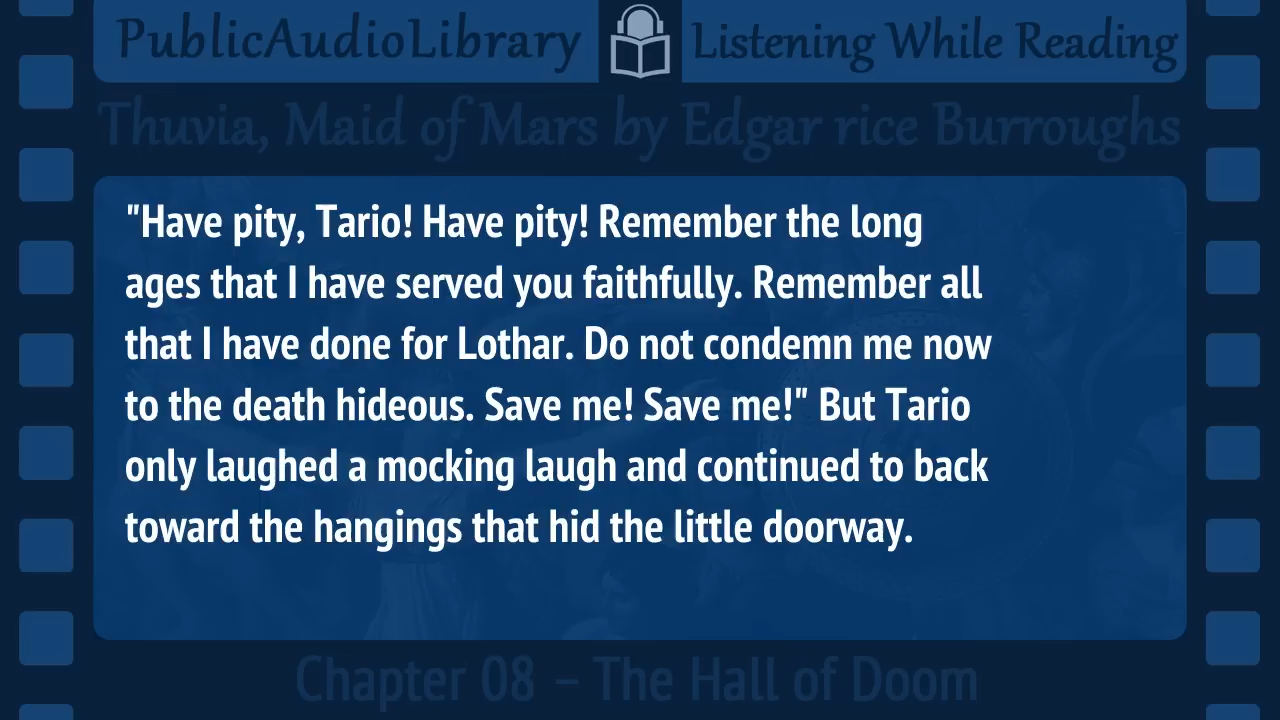 PublicAudioLibrary Listening While Reading
Thuvia, Maid of Mars by Edgar rice Burroughs
"Have pity, Tario! Have pity! Remember the long
ages that I have served you faithfully. Remember all
that I have done for Lothar. Do not condemn me now
to the death hideous. Save me! Save me!" But Tario
only laughed a mocking laugh and continued to back
toward the hangings that hid the little doorway.
Chapter 08 – The Hall of Doom